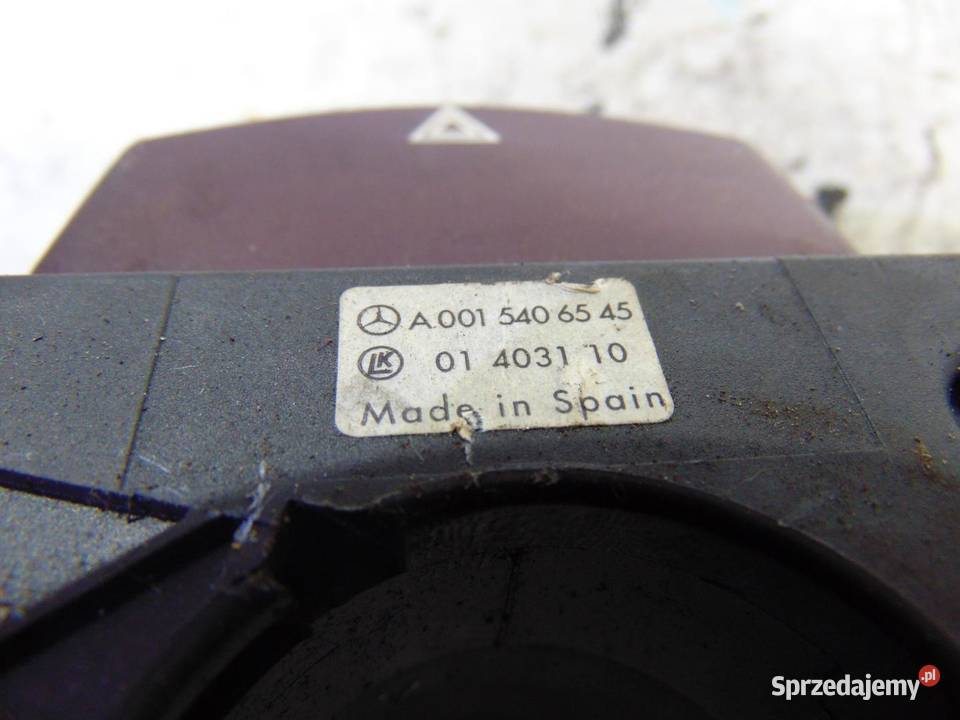 A 001 540 65 45
LK 01 4031 10
Made in Spain
Sprzedajemy.pl